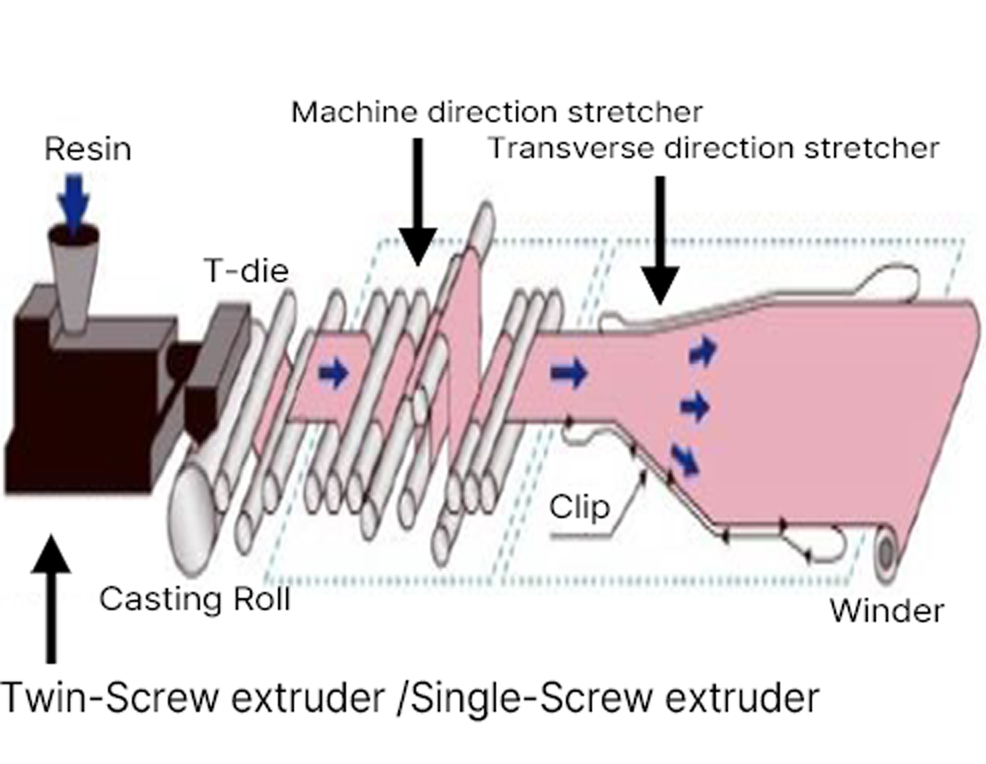 Machine direction stretcher
Resin
Transverse direction stretcher
T-die
Clip
Casting Roll
Winder
Twin-Screw extruder /Single-Screw extruder